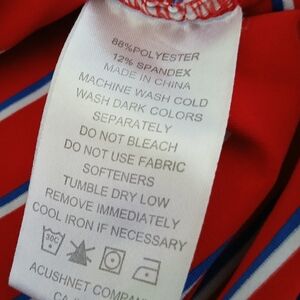 88% POLYESTER
12% SPANDEX
MADE IN CHINA
MACHINE WASH COLD
WASH DARK COLORS
SEPARATELY
DO NOT BLEACH
DO NOT USE FABRIC
SOFTENERS
TUMBLE DRY LOW
REMOVE IMMEDIATELY
COOL IRON IF NECESSARY
30C
ACUSHNET COMPANY